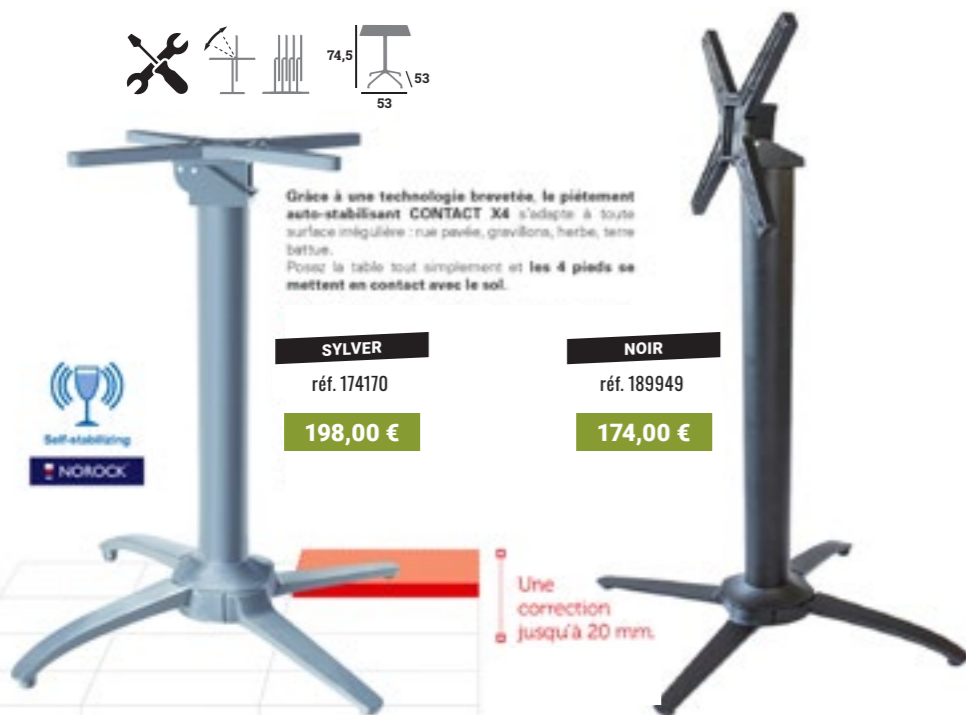 74,5
53
53
Grâce à une technologie brevetée, le piétement
auto-stabilisant CONTACT X4 s'adapte à toute
surface irrégulière : rue pavée, gravillons, herbe, terre
battue.
Posez la table tout simplement et les 4 pieds se
mettent en contact avec le sol.
SYLVER
réf. 174170
198,00 €
NOIR
réf. 189949
174,00 €
Self-stabilizing
NOROCK
Une
correction
jusqu'à 20 mm.